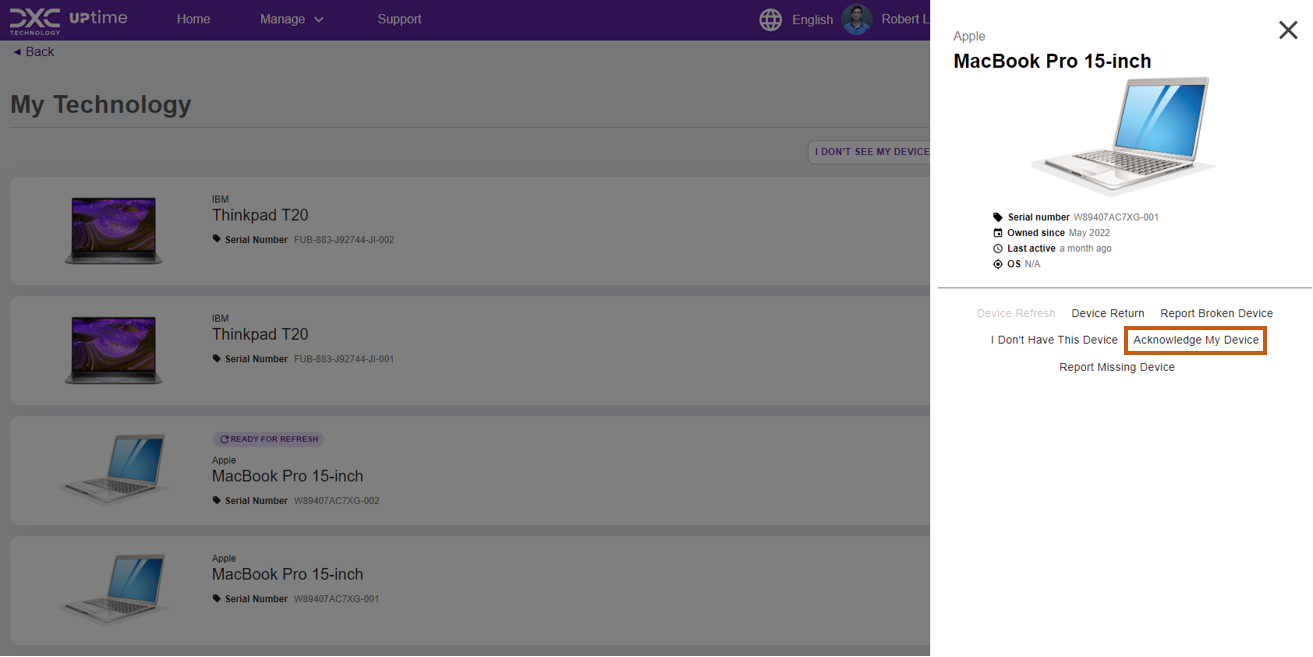 DXC TECHNOLOGY UPtime Home Manage Support English Robert L
◄ Back
My Technology
I DON'T SEE MY DEVICE
IBM
Thinkpad T20
Serial Number FUB-883-J92744-JI-002
IBM
Thinkpad T20
Serial Number FUB-883-J92744-JI-001
READY FOR REFRESH
Apple
MacBook Pro 15-inch
Serial Number W89407AC7XG-002
Apple
MacBook Pro 15-inch
Serial Number W89407AC7XG-001
Apple
MacBook Pro 15-inch
Serial number W89407AC7XG-001
Owned since May 2022
Last active a month ago
OS N/A
Device Refresh Device Return Report Broken Device
I Don't Have This Device Acknowledge My Device
Report Missing Device